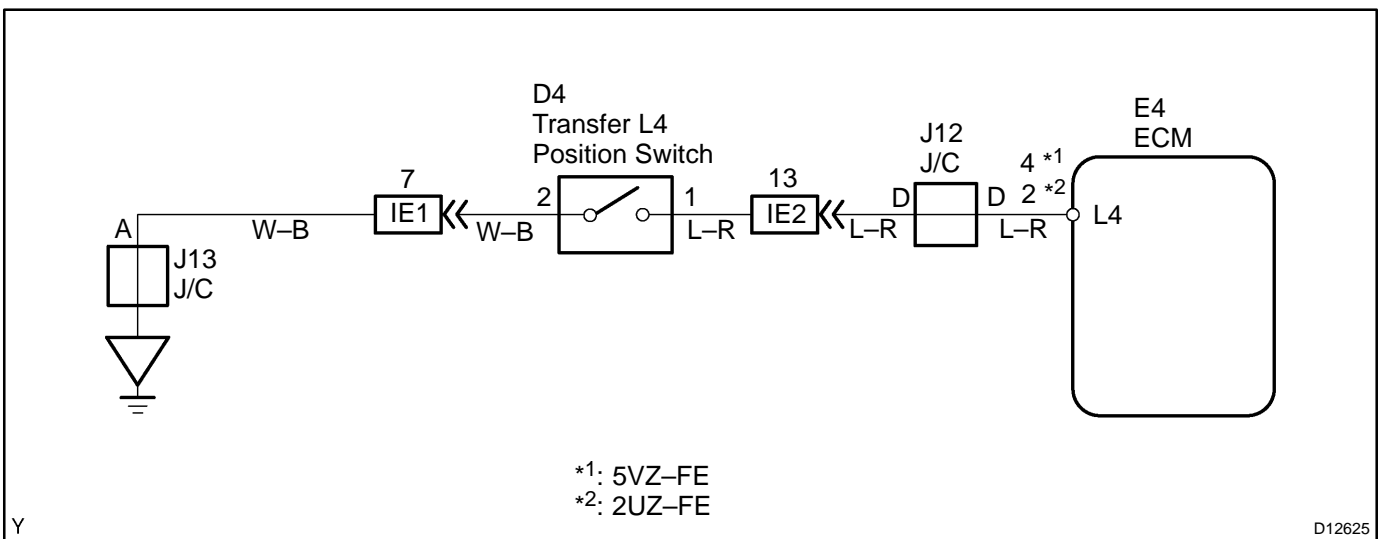 D4
Transfer L4
Position Switch
E4
ECM
J12
J/C
4 *1
2 *2
7
IE1
2
1
13
IE2
D
D
L4
A
W–B
W–B
L–R
L–R
L–R
J13
J/C
*1: 5VZ–FE
*2: 2UZ–FE
Y
D12625